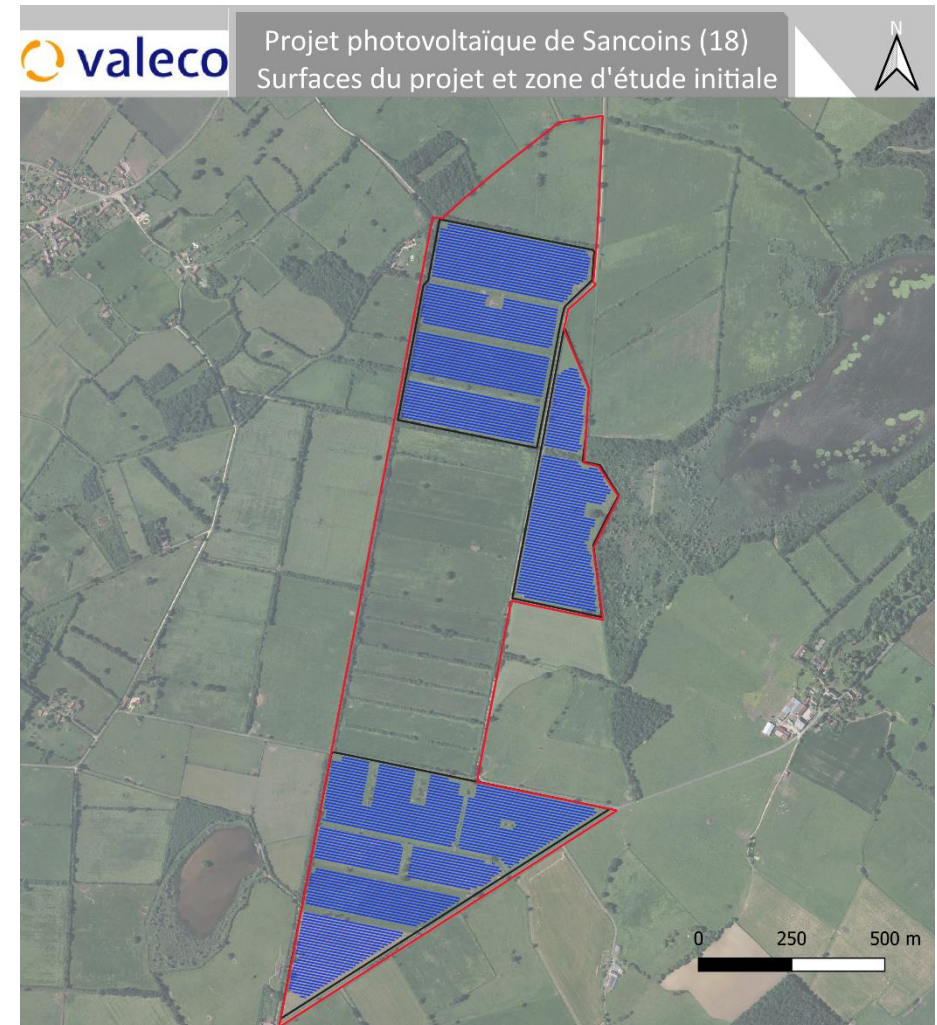 valeco
Projet photovoltaïque de Sancoins (18)
Surfaces du projet et zone d'étude initiale
N
0 250 500 m